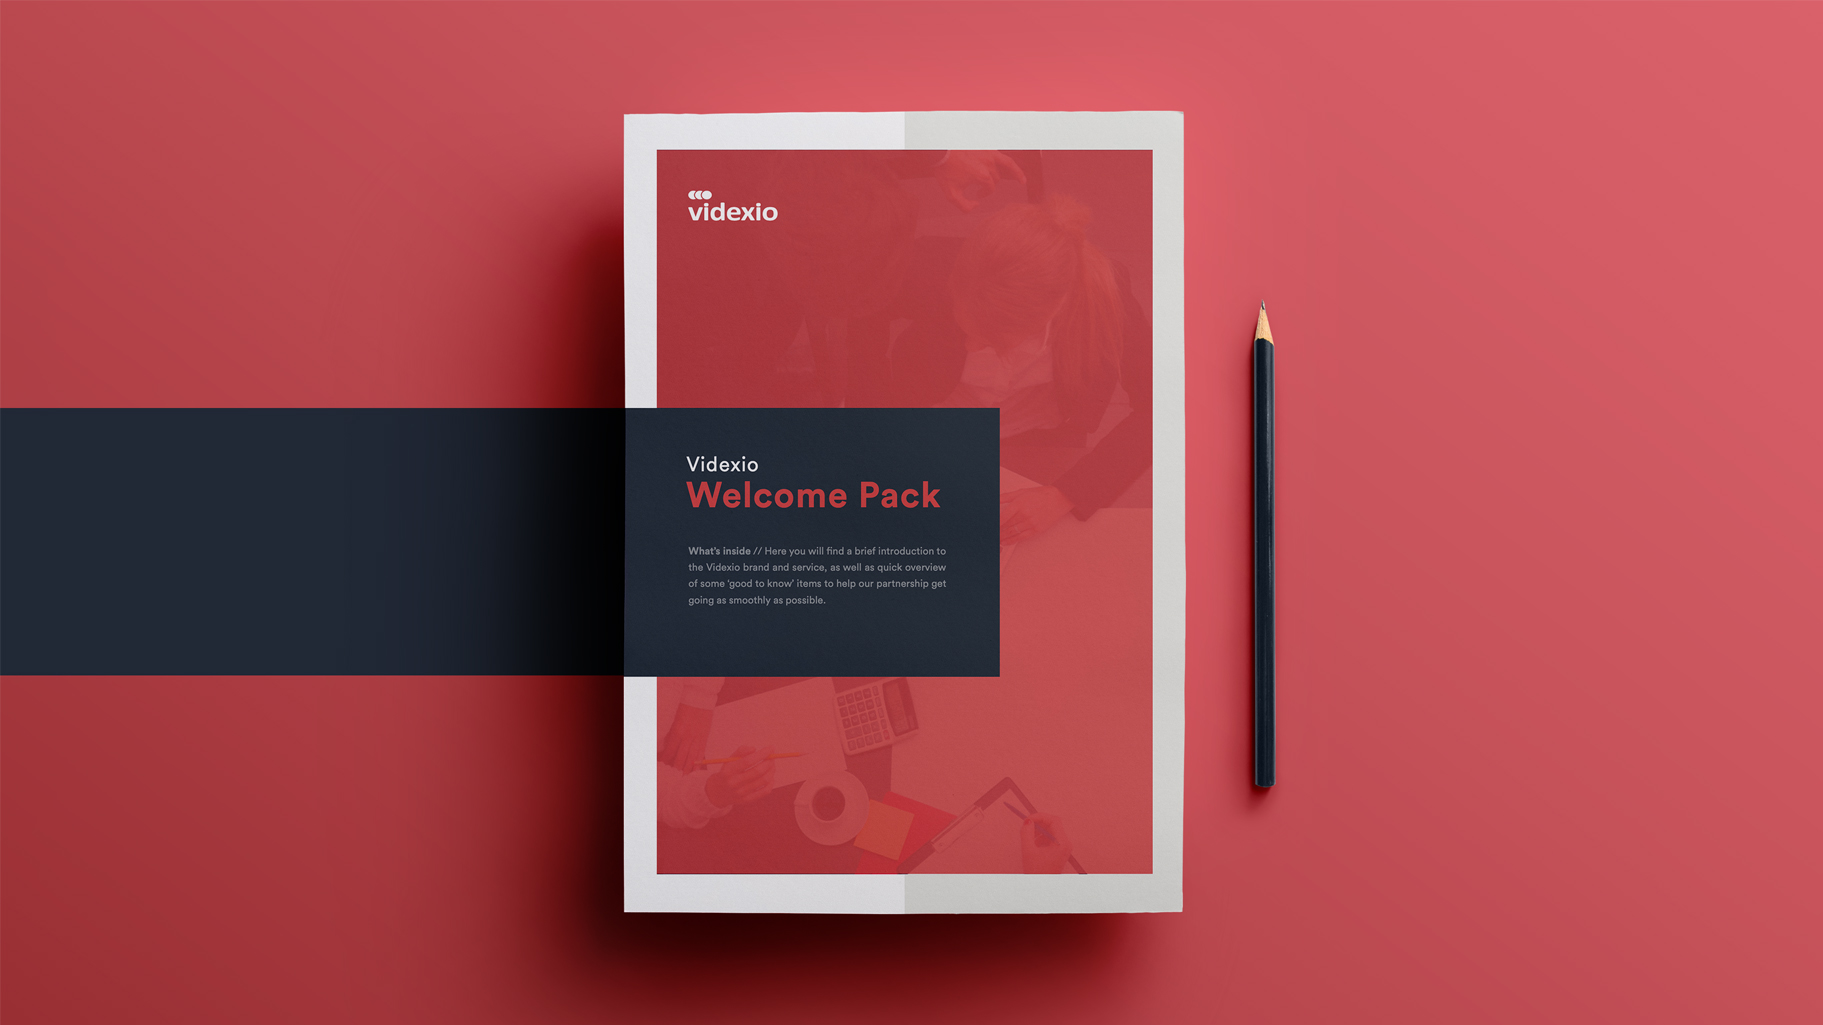 videxio
Videxio
Welcome Pack
What's inside // Here you will find a brief introduction to
the Videxio brand and service, as well as quick overview
of some ‘good to know’ items to help our partnership get
going as smoothly as possible.